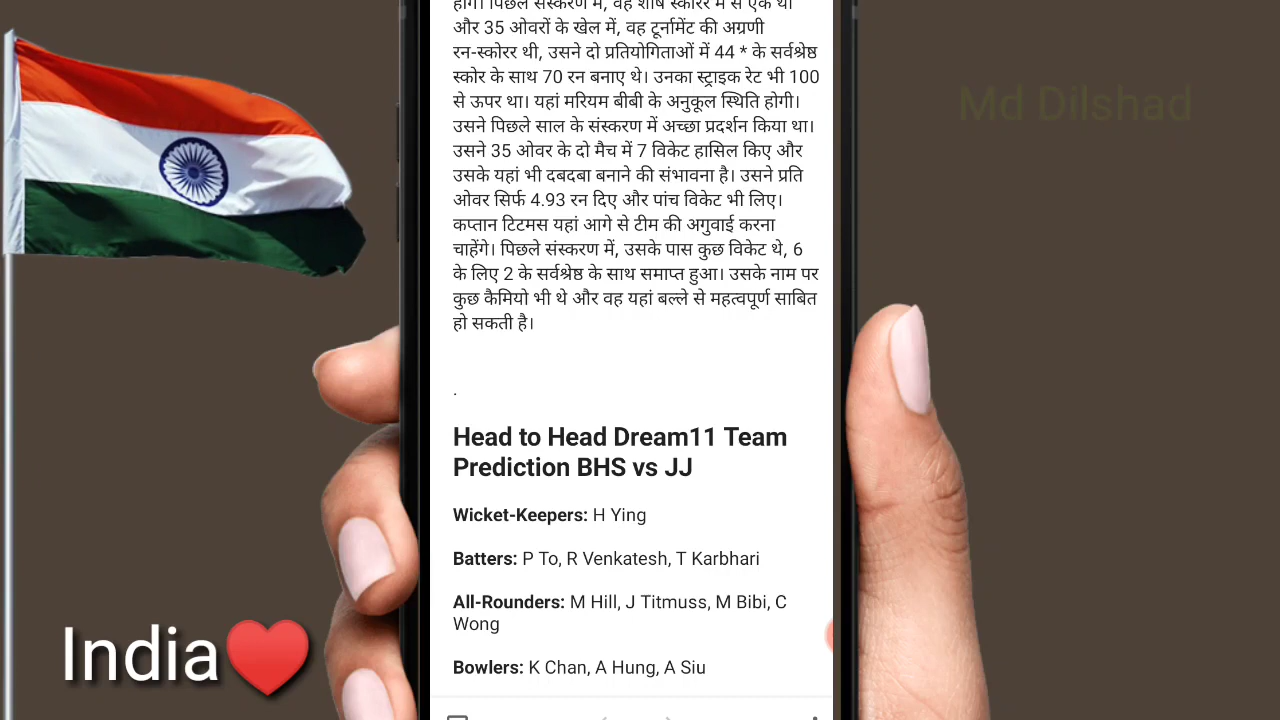 होगी। पिछले संस्करण में, वह शीर्ष स्कोरर में से एक थी
और 35 ओवरों के खेल में, वह टूर्नामेंट की अग्रणी
रन-स्कोरर थी, उसने दो प्रतियोगिताओं में 44 * के सर्वश्रेष्ठ
स्कोर के साथ 70 रन बनाए थे। उनका स्ट्राइक रेट भी 100
से ऊपर था। यहां मरियम बीबी के अनुकूल स्थिति होगी।
उसने पिछले साल के संस्करण में अच्छा प्रदर्शन किया था।
उसने 35 ओवर के दो मैच में 7 विकेट हासिल किए और
उसके यहां भी दबदबा बनाने की संभावना है। उसने प्रति
ओवर सिर्फ 4.93 रन दिए और पांच विकेट भी लिए।
कप्तान टिटमस यहां आगे से टीम की अगुवाई करना
चाहेंगे। पिछले संस्करण में, उसके पास कुछ विकेट थे, 6
के लिए 2 के सर्वश्रेष्ठ के साथ समाप्त हुआ। उसके नाम पर
कुछ कैमियो भी थे और वह यहां बल्ले से महत्वपूर्ण साबित
हो सकती है।
.
Head to Head Dream11 Team
Prediction BHS vs JJ
Wicket-Keepers: H Ying
Batters: P To, R Venkatesh, T Karbhari
All-Rounders: M Hill, J Titmuss, M Bibi, C
Wong
Bowlers: K Chan, A Hung, A Siu
Md Dilshad
India❤️